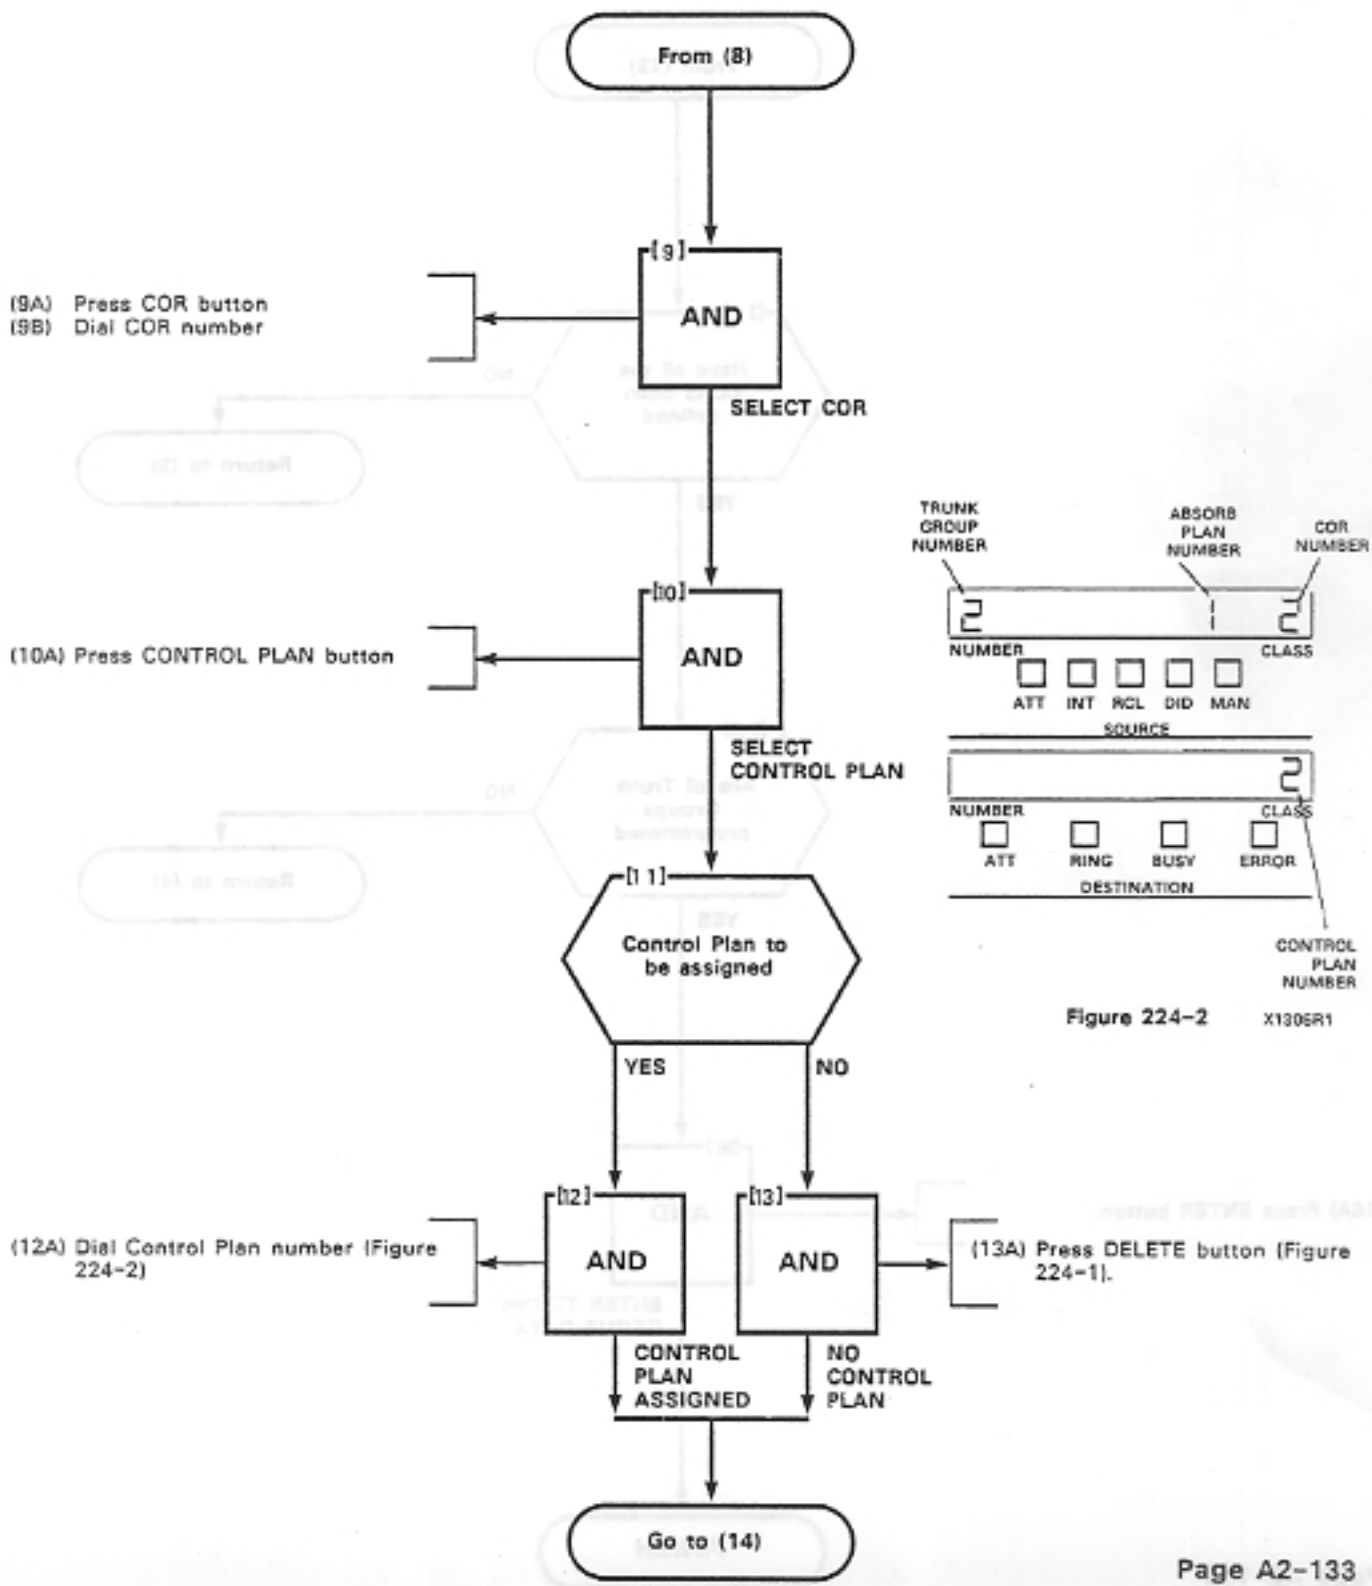 From (8)
[9]
AND
(9A) Press COR button
(9B) Dial COR number
SELECT COR
[10]
AND
(10A) Press CONTROL PLAN button
SELECT
CONTROL PLAN
[11]
Control Plan to
be assigned
YES
NO
[12]
AND
(12A) Dial Control Plan number (Figure
224-2)
CONTROL
PLAN
ASSIGNED
[13]
AND
(13A) Press DELETE button (Figure
224-1).
NO
CONTROL
PLAN
Go to (14)
TRUNK
GROUP
NUMBER
ABSORB
PLAN
NUMBER
COR
NUMBER
2 1 2
NUMBER CLASS
ATT INT RCL DID MAN
SOURCE
2
NUMBER CLASS
ATT RING BUSY ERROR
DESTINATION
CONTROL
PLAN
NUMBER
Figure 224-2 X1306R1
Page A2-133